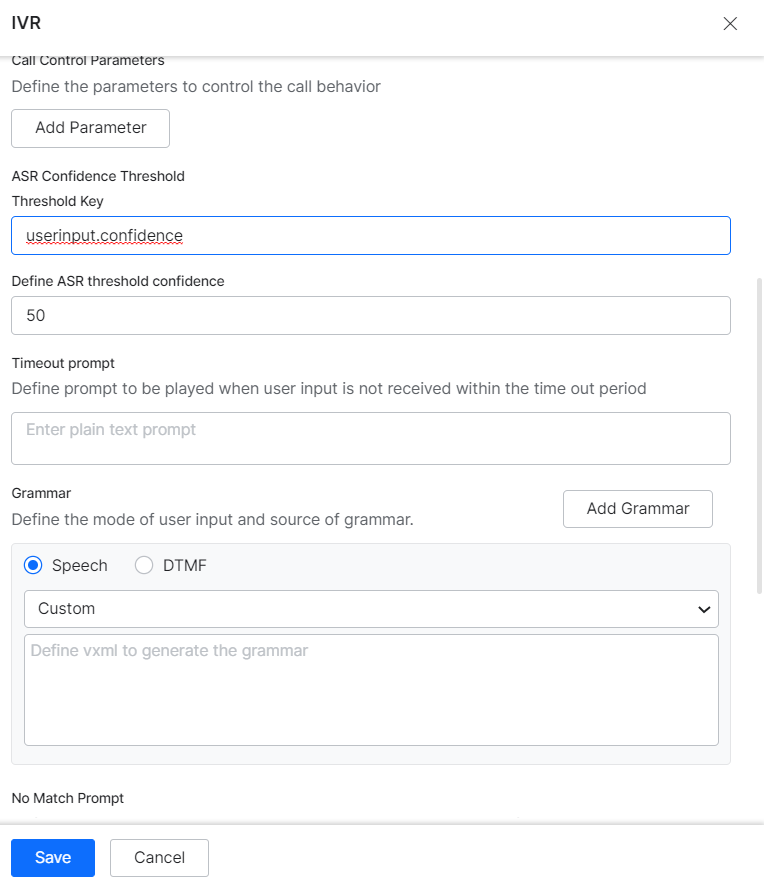 IVR
Call Control Parameters
Define the parameters to control the call behavior
Add Parameter
ASR Confidence Threshold
Threshold Key
userinput.confidence
Define ASR threshold confidence
50
Timeout prompt
Define prompt to be played when user input is not received within the time out period
Enter plain text prompt
Grammar
Define the mode of user input and source of grammar.
Add Grammar
Speech DTMF
Custom
Define vxml to generate the grammar
No Match Prompt
Save Cancel